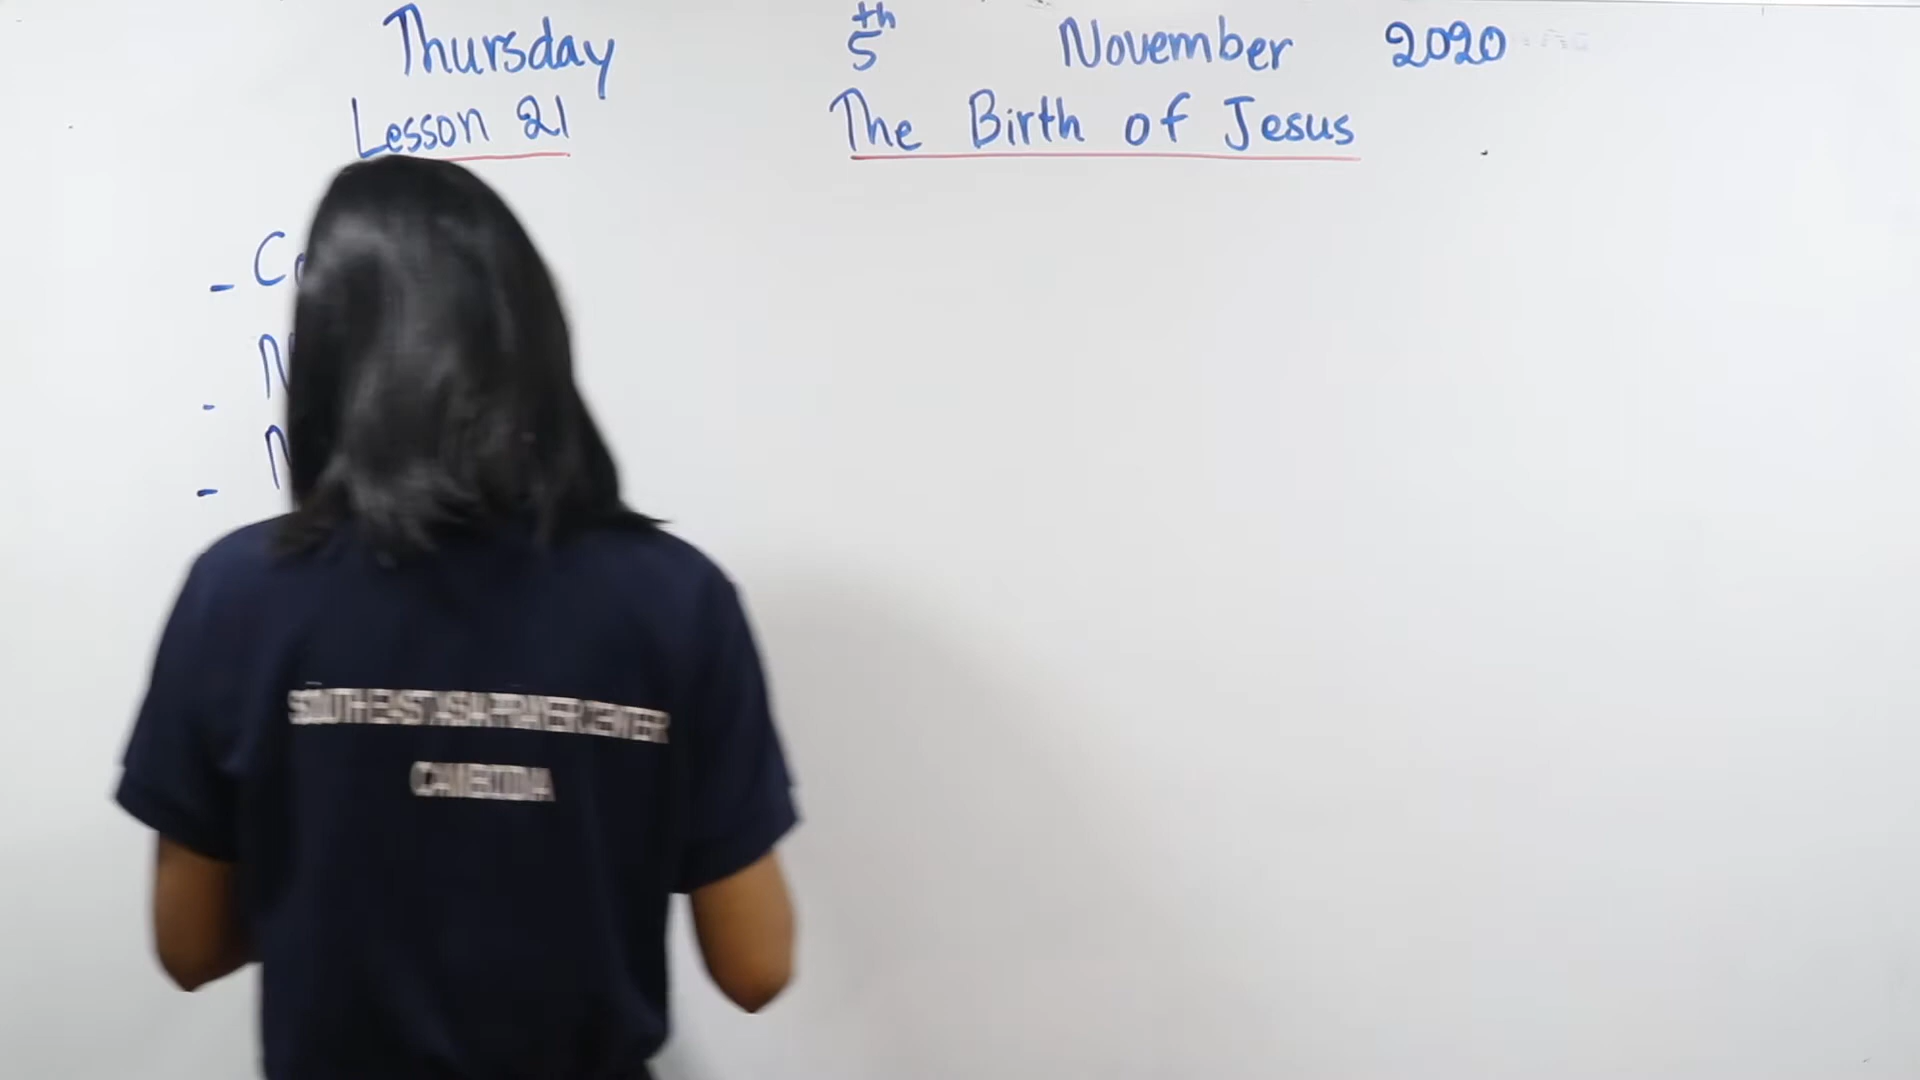 Thursday 5th November 2020
Lesson 21 The Birth of Jesus
-
-
-
SOUTHEAST ASIA PRAYER CENTER
CAMBODIA